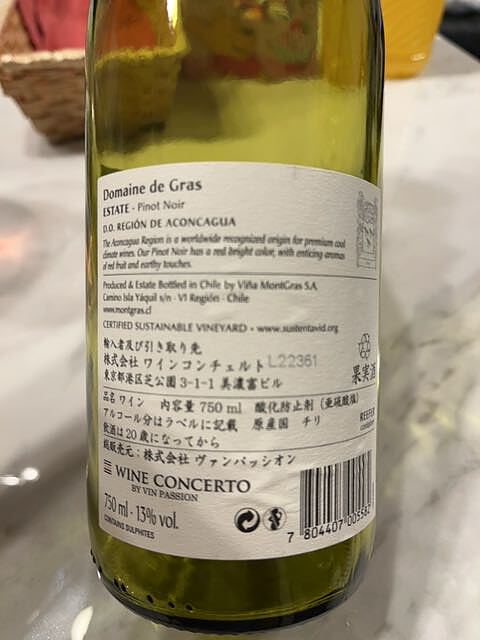 Domaine de Gras
ESTATE - Pinot Noir
D.O. REGIÓN DE ACONCAGUA
The Aconcagua Region is a worldwide recognized origin for premium cool
climate wines. Our Pinot Noir has a red bright color, with enticing aromas
of red fruit and earthy touches.
Produced & Estate Bottled in Chile by Viña MontGras S.A.
Camino Isla Yáquil s/n - VI Región - Chile
www.montgras.cl
CERTIFIED SUSTAINABLE VINEYARD • www.sustentavid.org
輸入者及び引き取り先
株式会社 ワインコンチェルト L22361
東京都港区芝公園 3-1-1 美濃富ビル
果実酒
品名 ワイン 内容量 750 ml 酸化防止剤 (亜硫酸塩)
アルコール分はラベルに記載 原産国 チリ
飲酒は20歳になってから
総販売元: 株式会社 ヴァンパッシオン
REEFER
container
WINE CONCERTO
BY VIN PASSION
750 ml - 13% vol.
CONTAINS SULPHITES
7 804407 005582